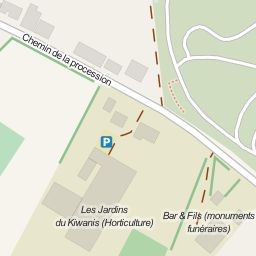 Chemin de la procession
P
Les Jardins
du Kiwanis (Horticulture)
Bar & Fils (monuments
funéraires)